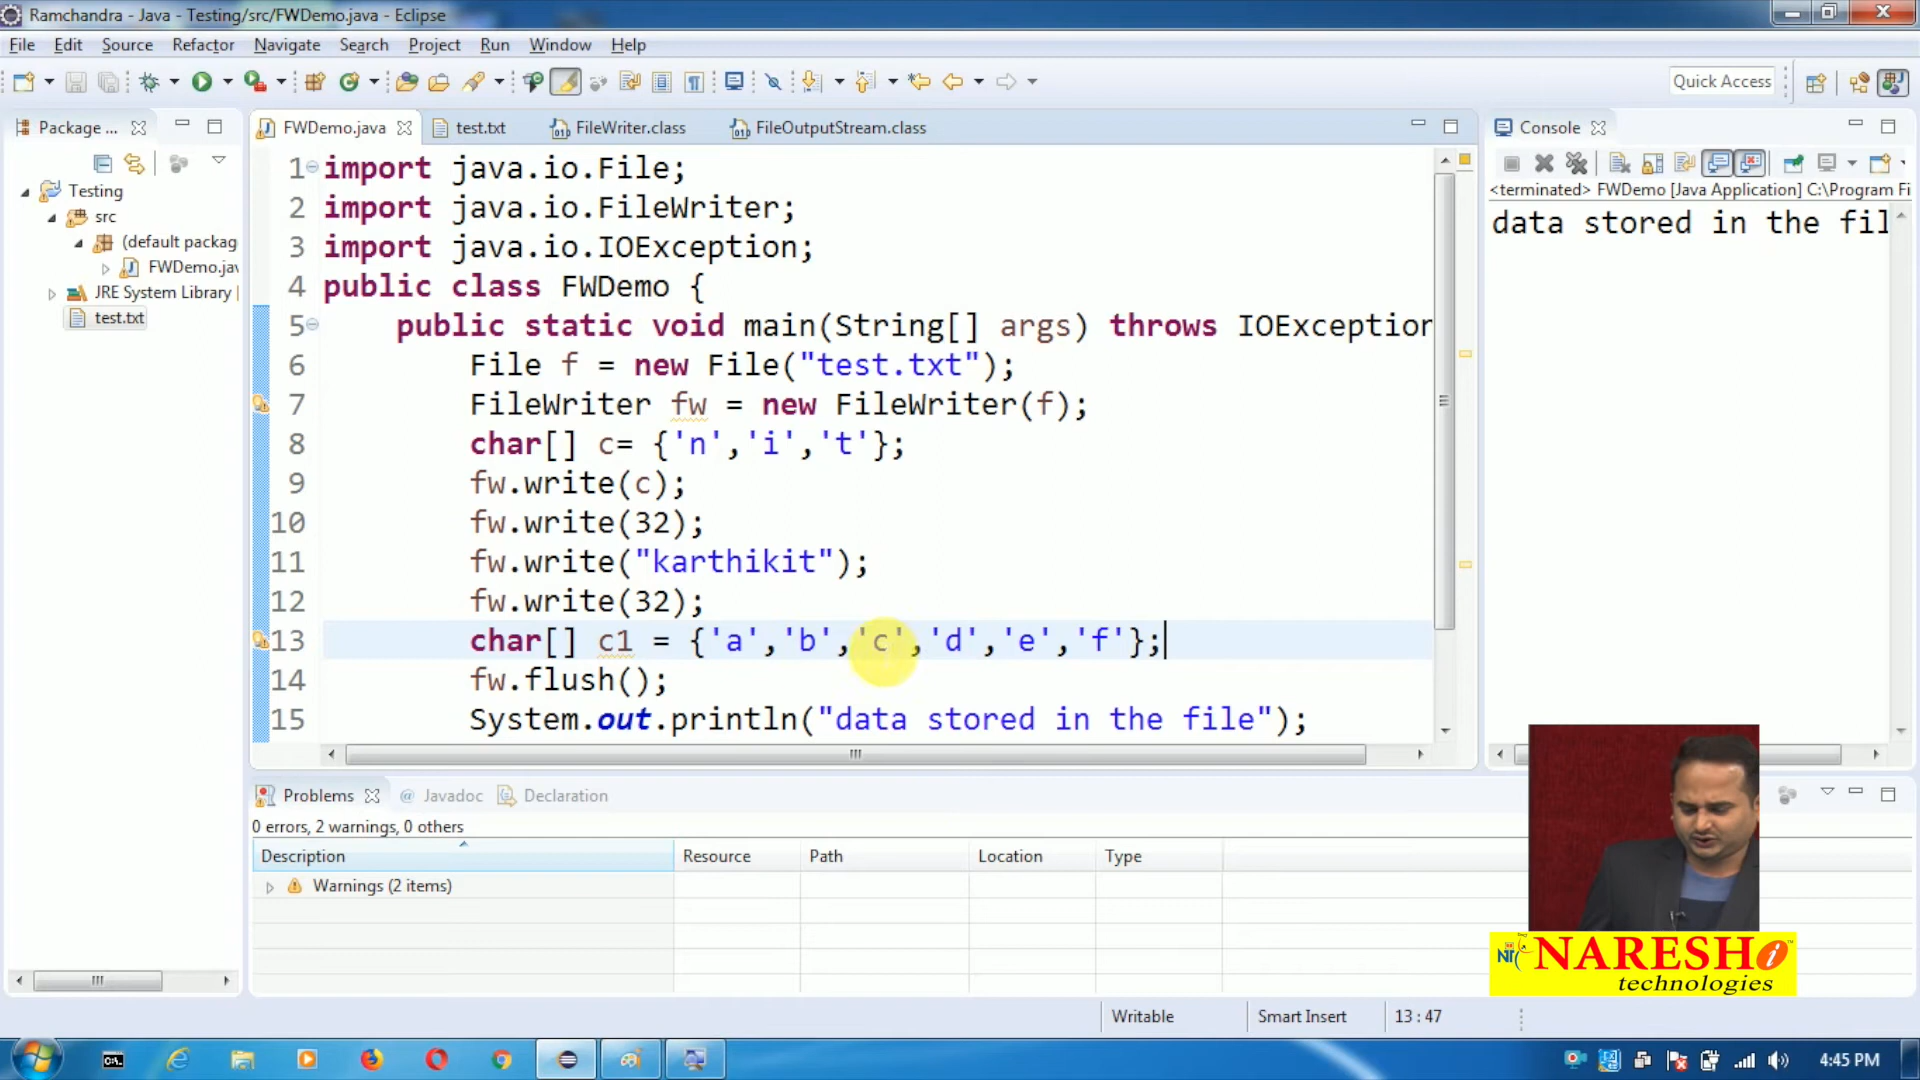 Ramchandra - Java - Testing/src/FWDemo.java - Eclipse
File Edit Source Refactor Navigate Search Project Run Window Help
Quick Access
Package ...
FWDemo.java
test.txt
FileWriter.class
FileOutputStream.class
Console
Testing
src
(default packag
FWDemo.jav
JRE System Library
test.txt
<terminated> FWDemo [Java Application] C:\Program Fi
data stored in the fil
1 import java.io.File;
2 import java.io.FileWriter;
3 import java.io.IOException;
4 public class FWDemo {
5 public static void main(String[] args) throws IOException
6 File f = new File("test.txt");
7 FileWriter fw = new FileWriter(f);
8 char[] c= {'n','i','t'};
9 fw.write(c);
10 fw.write(32);
11 fw.write("karthikit");
12 fw.write(32);
13 char[] c1 = {'a','b','c','d','e','f'};
14 fw.flush();
15 System.out.println("data stored in the file");
Problems @ Javadoc Declaration
0 errors, 2 warnings, 0 others
Description Resource Path Location Type
Warnings (2 items)
NARESH i
technologies
Writable Smart Insert 13 : 47
4:45 PM